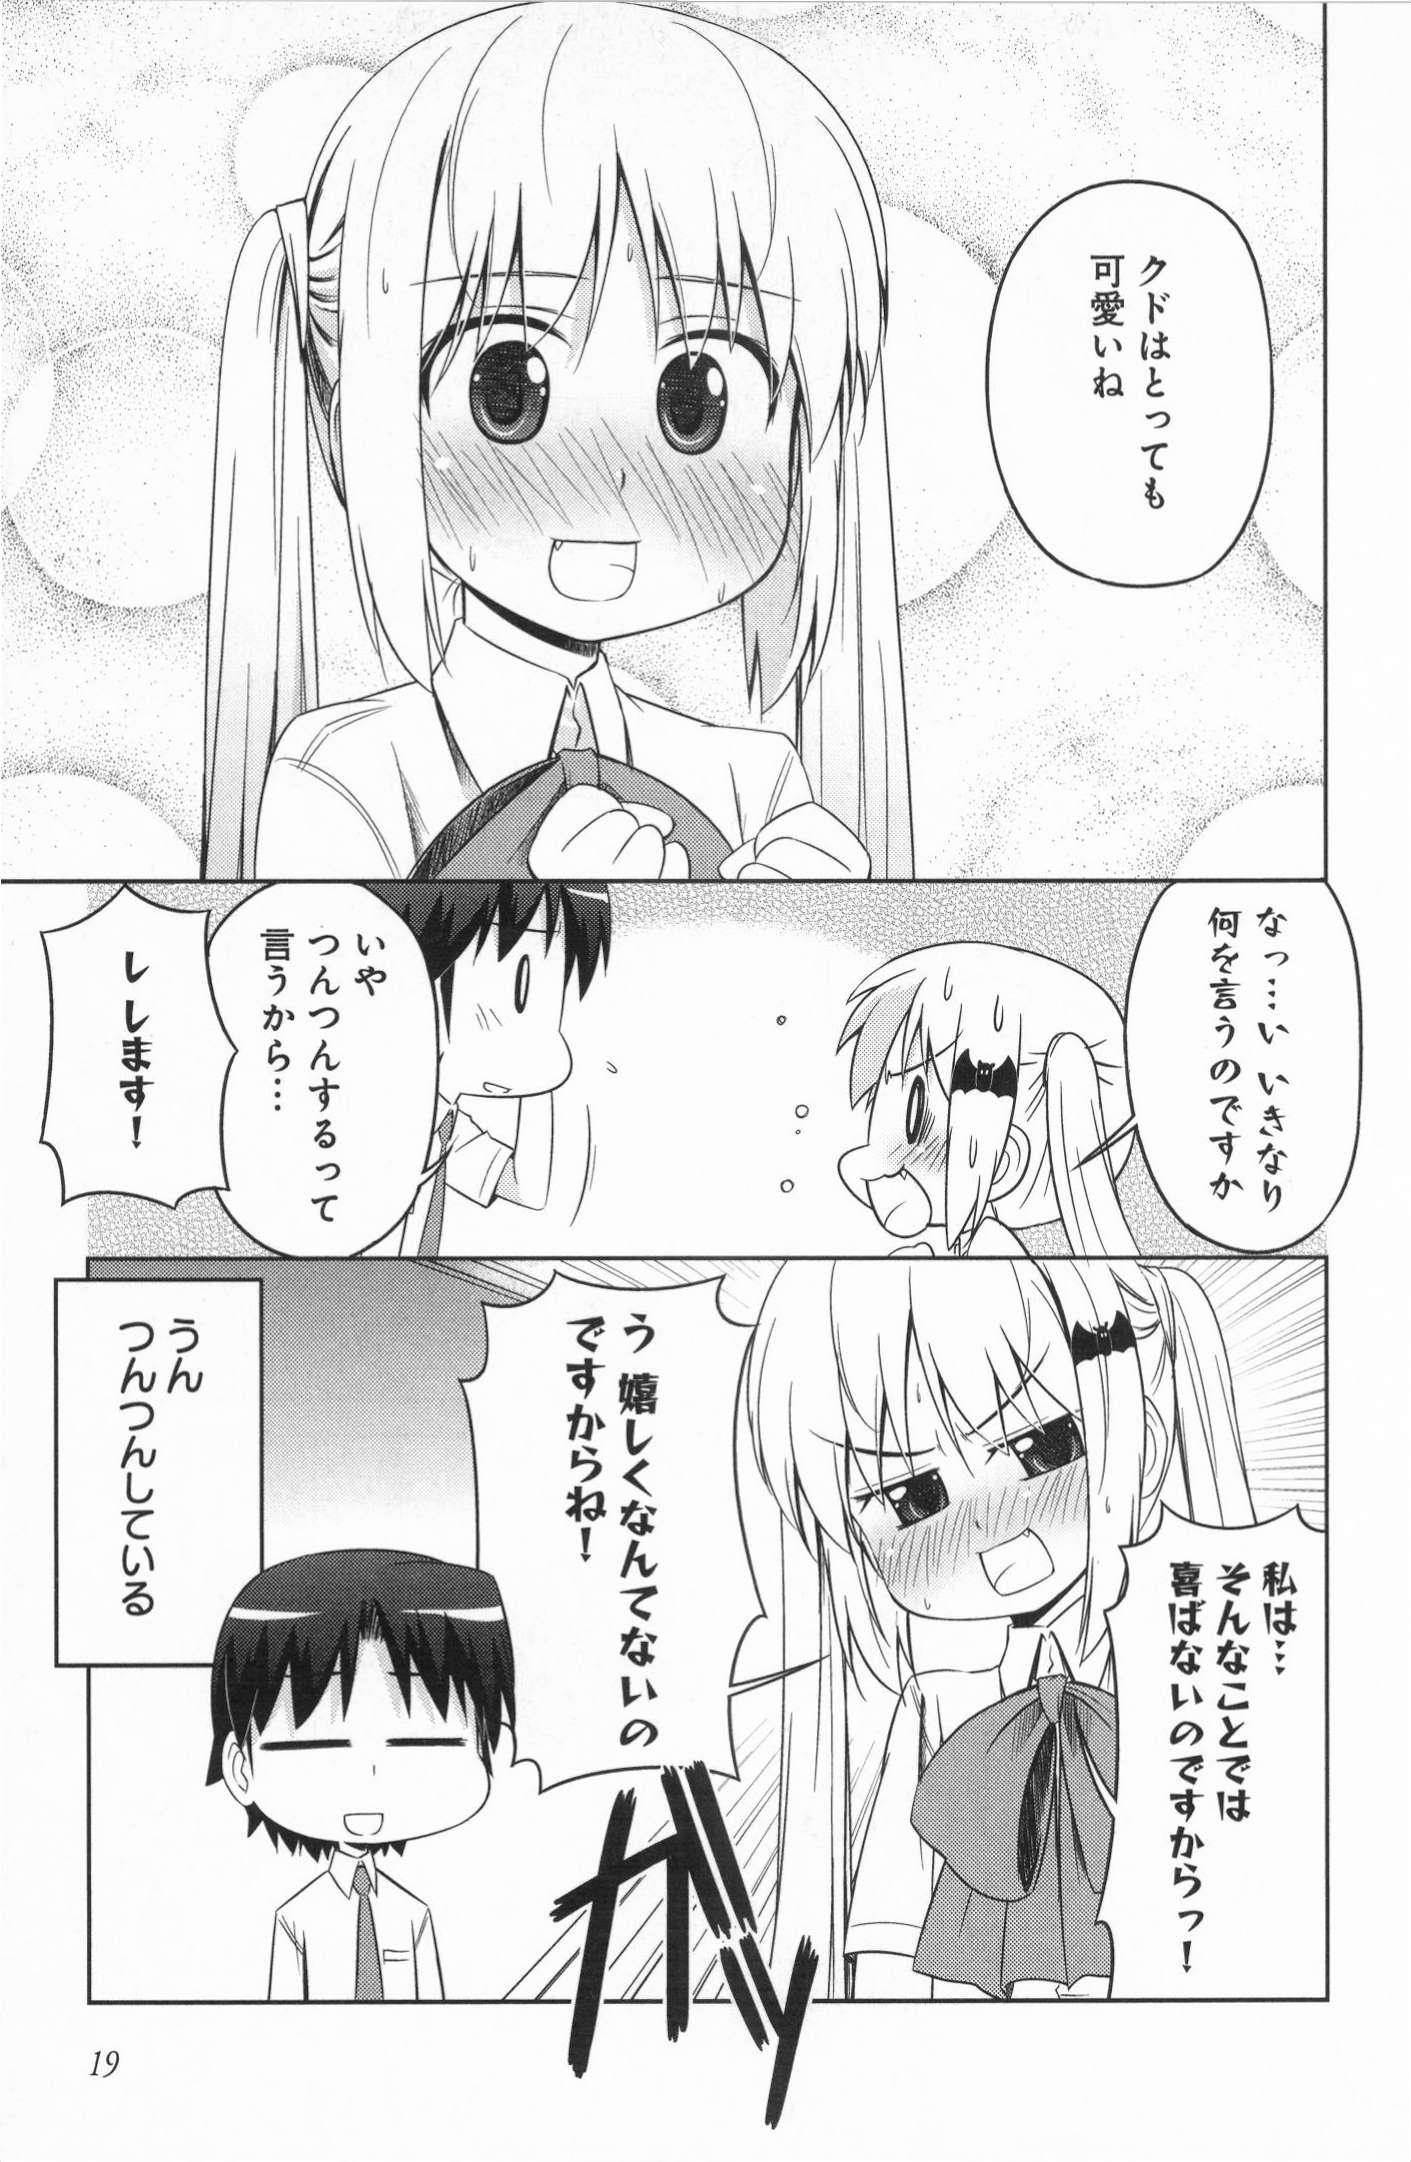 クドはとっても
可愛いね
なっ…い いきなり
何を言うのですか
いや
つんつんするって
言うから…
し します！
私は…
そんなことでは
喜ばないのですからっ！
う 嬉しくなんてないの
ですからね！
ガバッ
うん
つんつんしている
19